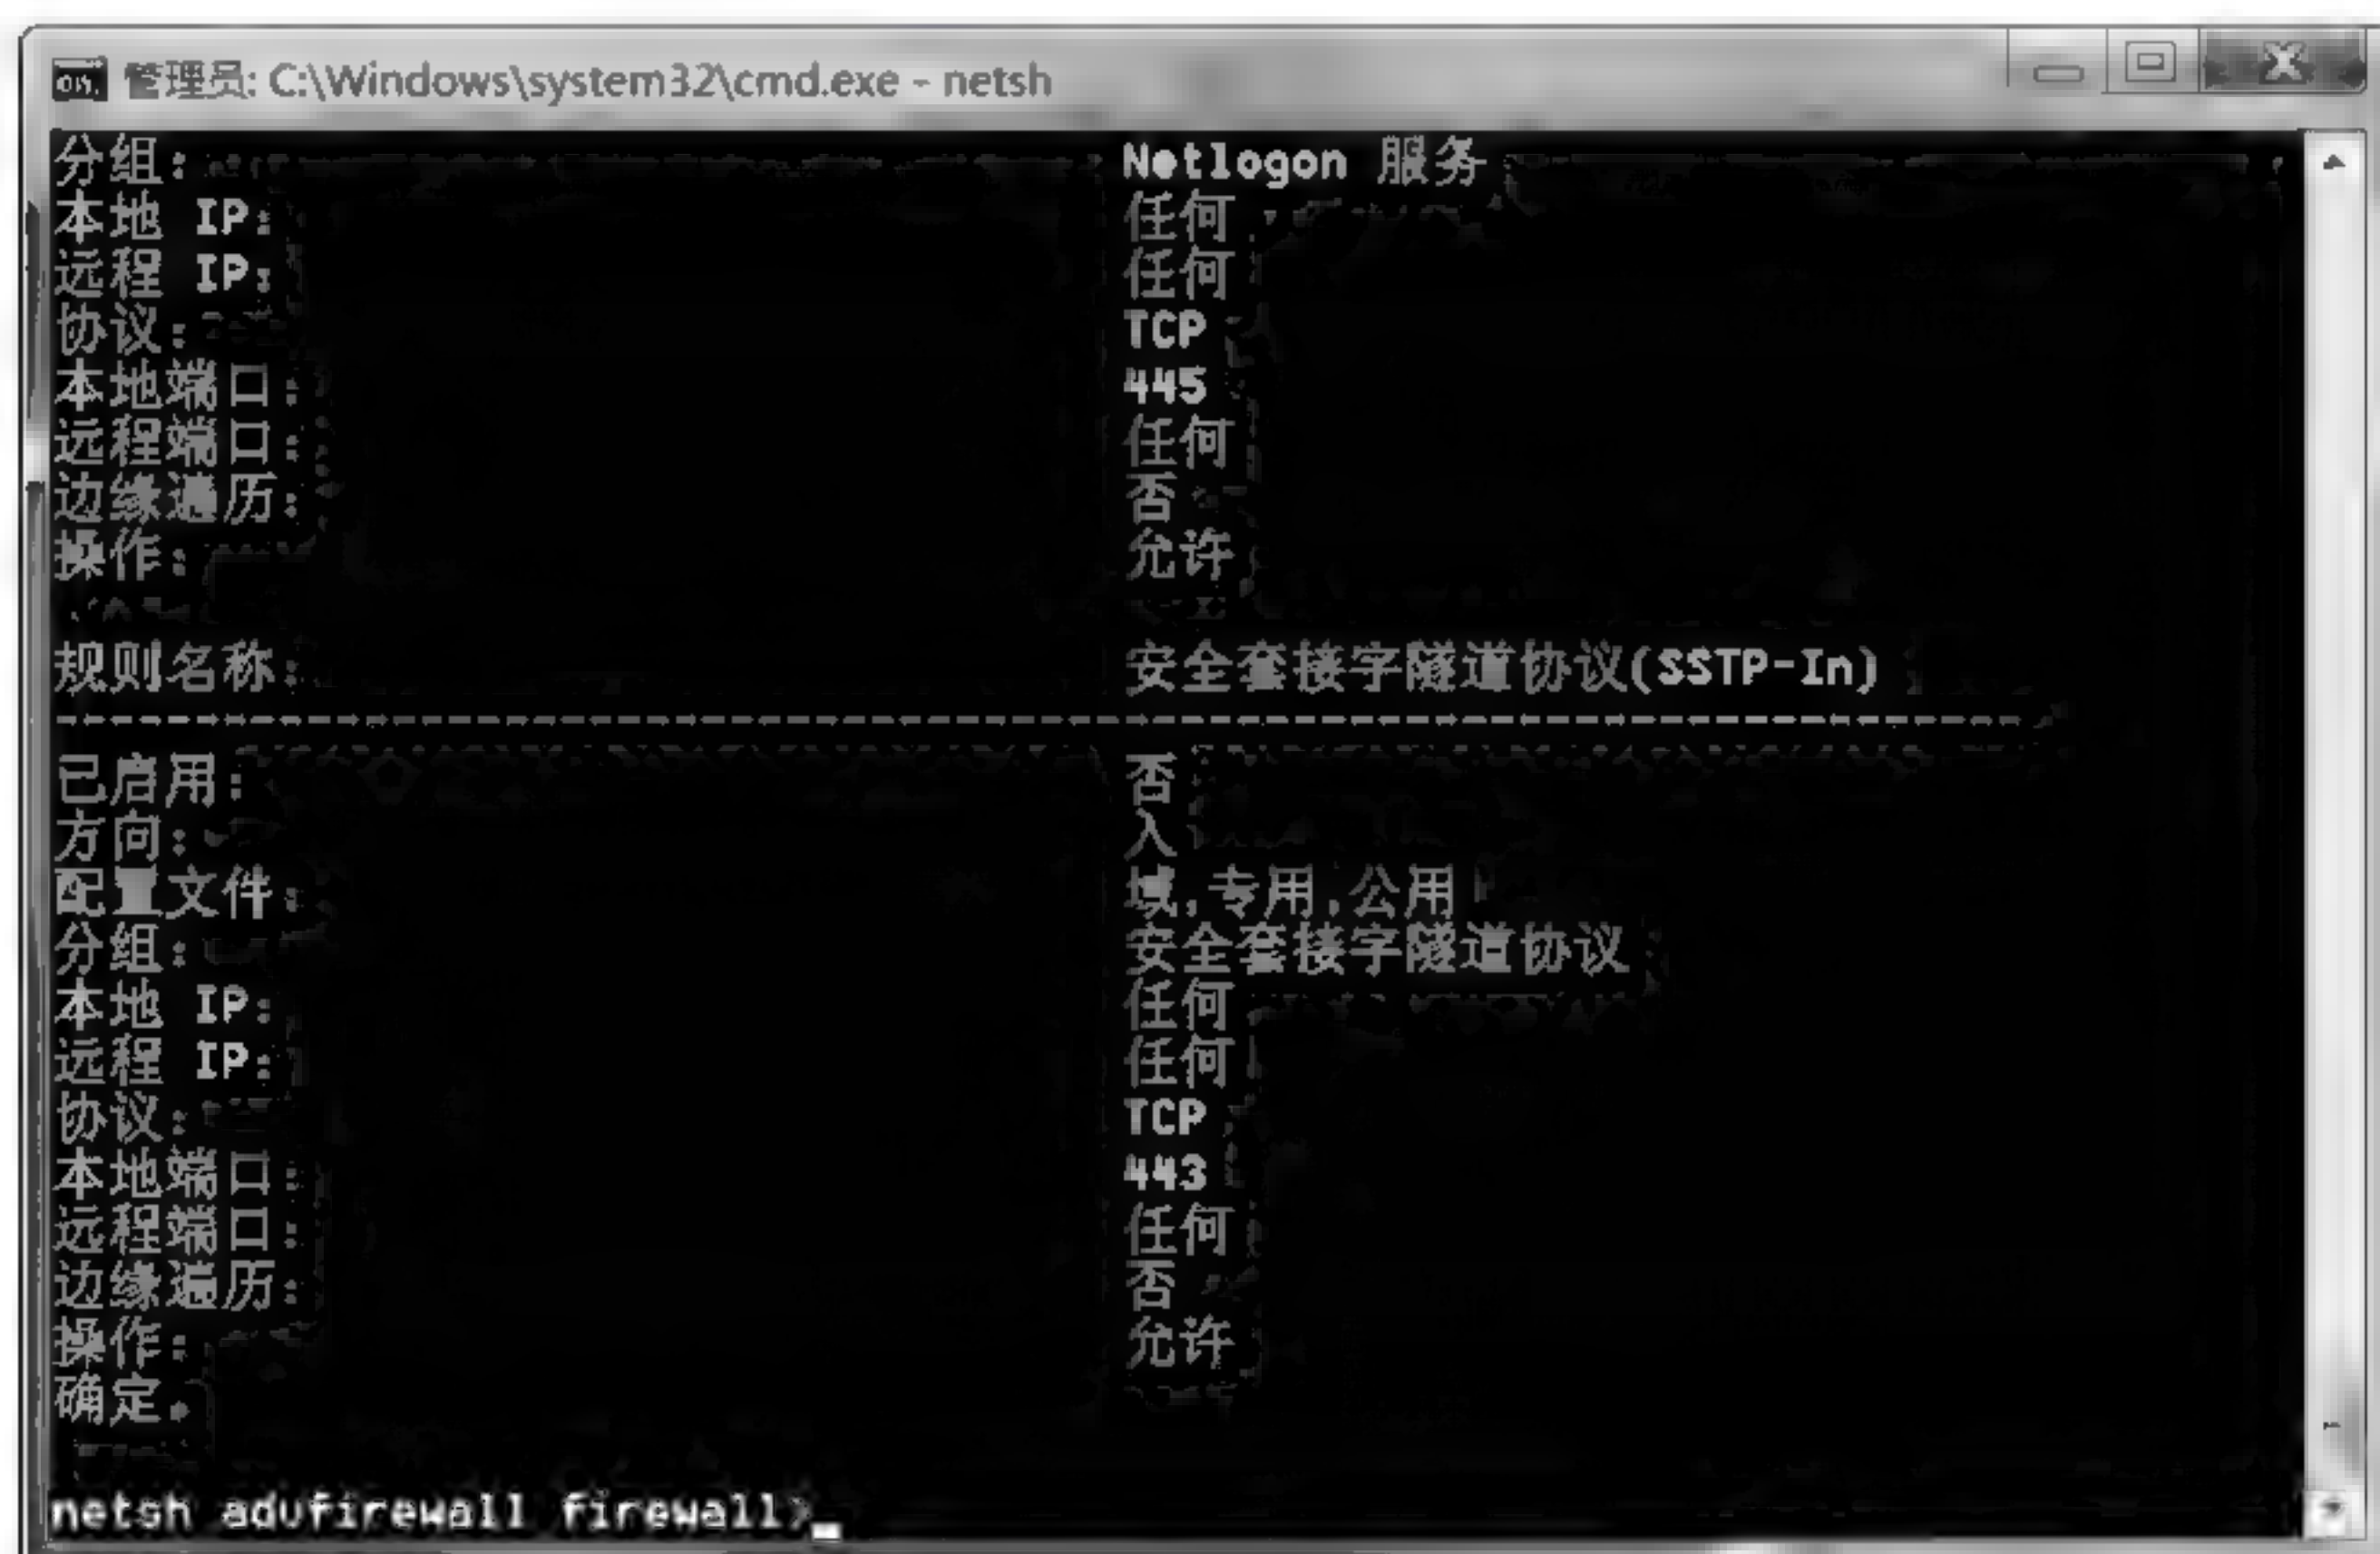 管理员: C:\Windows\system32\cmd.exe - netsh
分组: Netlogon 服务
本地 IP: 任何
远程 IP: 任何
协议: TCP
本地端口: 445
远程端口: 任何
边缘遍历: 否
操作: 允许
规则名称: 安全套接字隧道协议(SSTP-In)
----------------------------------------------------------------------
已启用: 否
方向: 入
配置文件: 域,专用,公用
分组: 安全套接字隧道协议
本地 IP: 任何
远程 IP: 任何
协议: TCP
本地端口: 443
远程端口: 任何
边缘遍历: 否
操作: 允许
确定。
netsh advfirewall firewall>